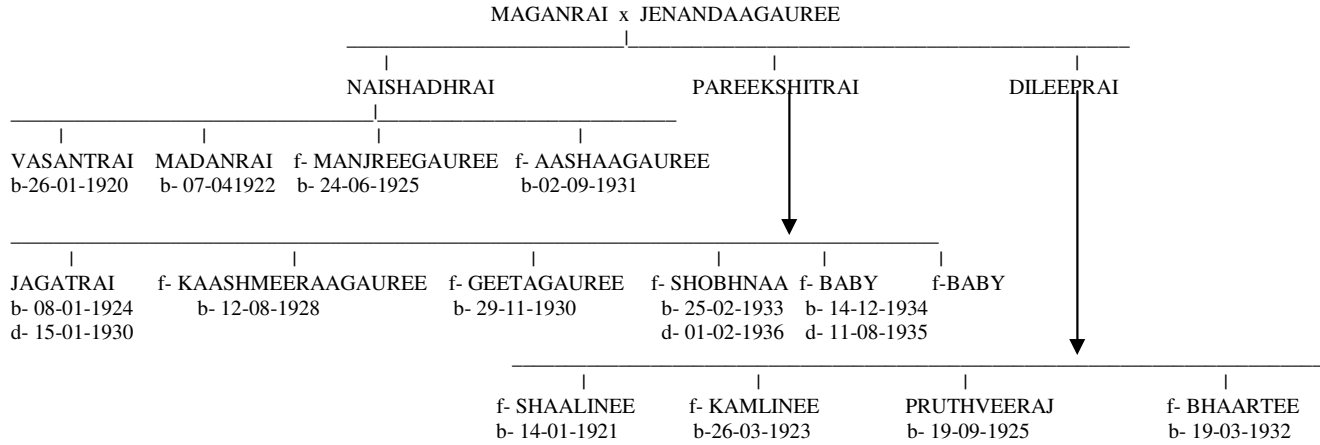 MAGANRAI x JENANDAAGAUREE
NAISHADHRAI PAREEKSHITRAI DILEEPRAI
VASANTRAI MADANRAI f- MANJREEGAUREE f- AASHAAGAUREE
b-26-01-1920 b- 07-041922 b- 24-06-1925 b-02-09-1931
JAGATRAI f- KAASHMEERAAGAUREE f- GEETAGAUREE f- SHOBHNAA f- BABY f-BABY
b- 08-01-1924 b- 12-08-1928 b- 29-11-1930 b- 25-02-1933 b- 14-12-1934
d- 15-01-1930 d- 01-02-1936 d- 11-08-1935
f- SHAALINEE f- KAMLINEE PRUTHVEERAJ f- BHAARTEE
b- 14-01-1921 b-26-03-1923 b- 19-09-1925 b- 19-03-1932